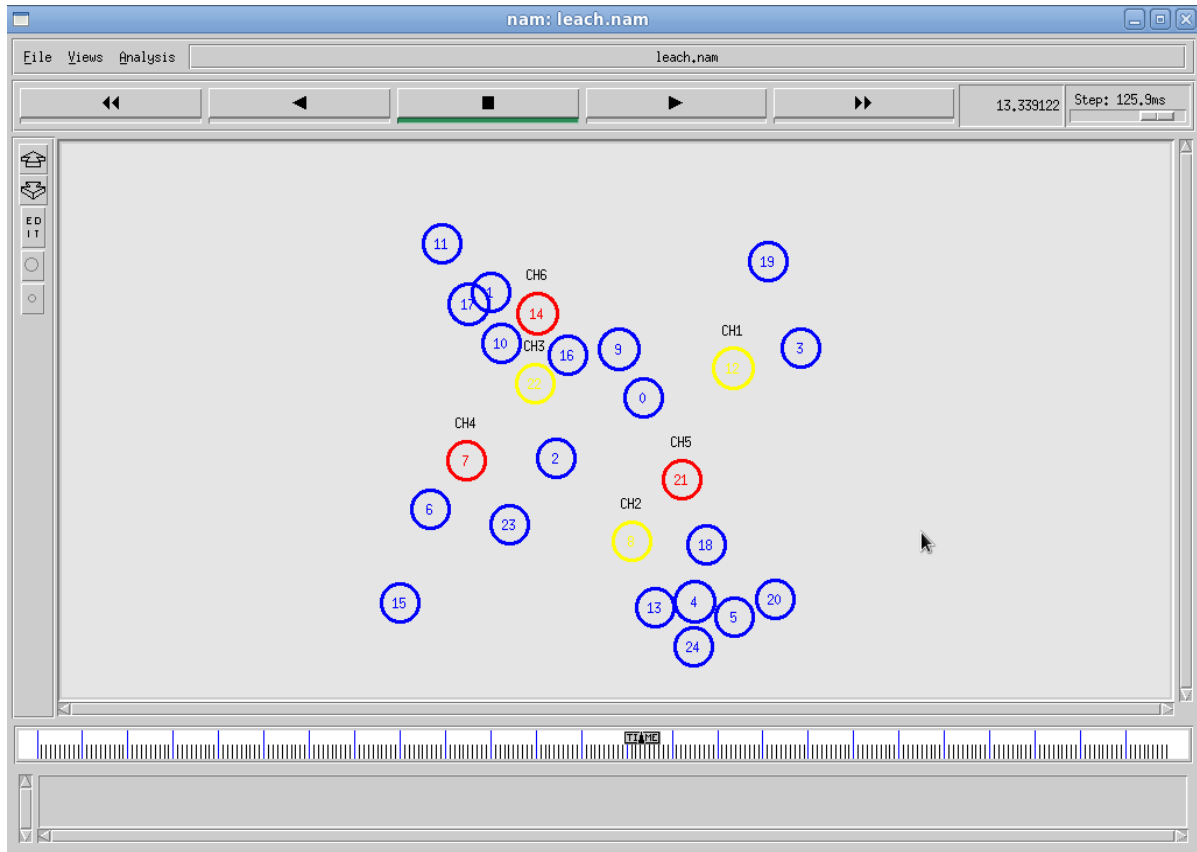 nam: leach.nam
File Views Analysis leach.nam
13.339122 Step: 125.9ms
E D
I T
11
19
CH6
1
17
14
CH1
10 CH3 16 9 3
12
22
0
CH4
CH5
7 2
21
CH2
6
23
8
18
15 13 4 5 20
24
TIME